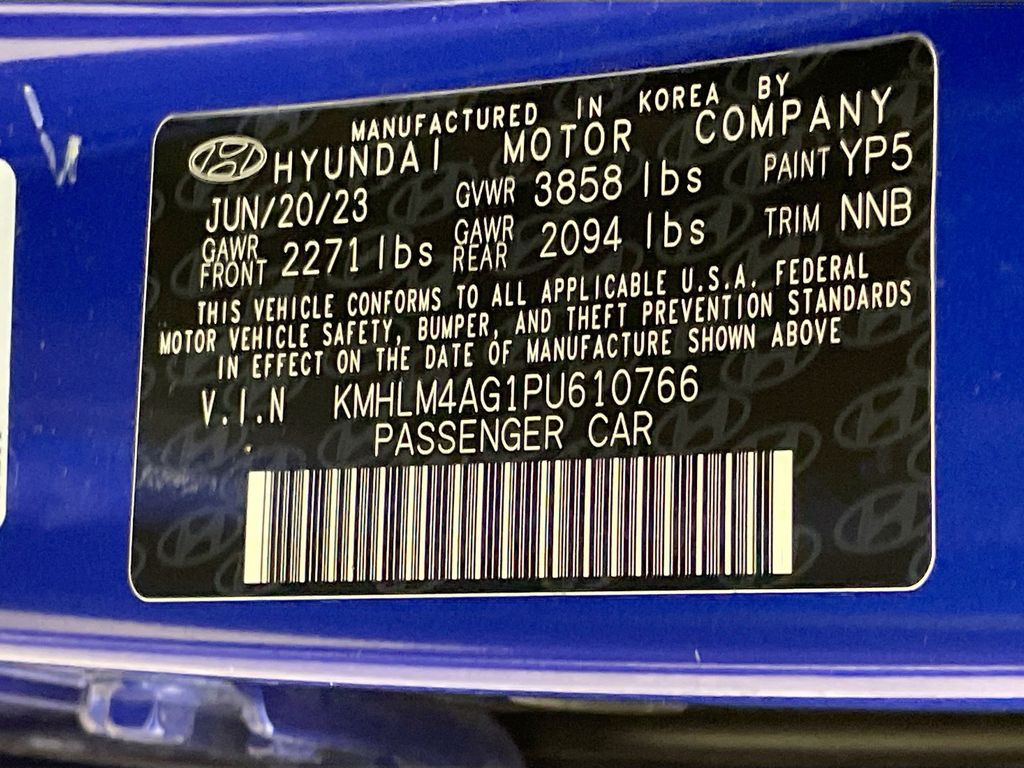 MANUFACTURED IN KOREA BY
HYUNDAI MOTOR COMPANY
JUN/20/23 GVWR 3858 lbs PAINT YP5
GAWR FRONT 2271 lbs GAWR REAR 2094 lbs TRIM NNB
THIS VEHICLE CONFORMS TO ALL APPLICABLE U.S.A. FEDERAL
MOTOR VEHICLE SAFETY, BUMPER, AND THEFT PREVENTION STANDARDS
IN EFFECT ON THE DATE OF MANUFACTURE SHOWN ABOVE
V.I.N KMHLM4AG1PU610766
PASSENGER CAR